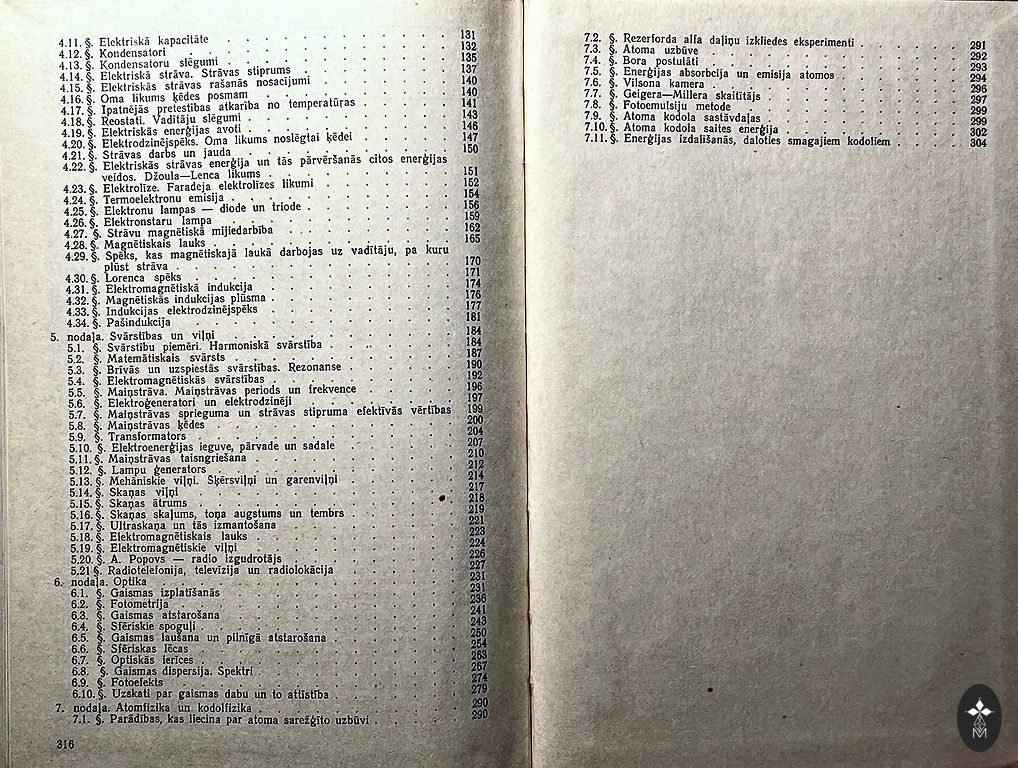 4.11. §. Elektriskā kapacitāte . . . 131
4.12. §. Kondensatori . . . 132
4.13. §. Kondensatoru slēgumi . . . 135
4.14. §. Elektriskā strāva. Strāvas stiprums . . . 137
4.15. §. Elektriskās strāvas rašanās nosacījumi . . . 140
4.16. §. Oma likums ķēdes posmam . . . 140
4.17. §. Īpatnējās pretestības atkarība no temperatūras . . . 141
4.18. §. Reostati. Vadītāju slēgumi . . . 143
4.19. §. Elektriskās enerģijas avoti . . . 146
4.20. §. Elektrodzinējspēks. Oma likums noslēgtai ķēdei . . . 147
4.21. §. Strāvas darbs un jauda . . . 150
4.22. §. Elektriskās strāvas enerģija un tās pārvēršanās citos enerģijas
veidos. Džoula—Lenca likums . . . 151
4.23. §. Elektrolīze. Faradeja elektrolīzes likumi . . . 152
4.24. §. Termoelektronu emisija . . . 154
4.25. §. Elektronu lampas — diode un triode . . . 156
4.26. §. Elektronstaru lampa . . . 159
4.27. §. Strāvu magnētiskā mijiedarbība . . . 162
4.28. §. Magnētiskais lauks . . . 165
4.29. §. Spēks, kas magnētiskajā laukā darbojas uz vadītāju, pa kuru
plūst strāva . . . 170
4.30. §. Lorenca spēks . . . 171
4.31. §. Elektromagnētiskā indukcija . . . 174
4.32. §. Magnētiskās indukcijas plūsma . . . 176
4.33. §. Indukcijas elektrodzinējspēks . . . 177
4.34. §. Pašindukcija . . . 181
5. nodaļa. Svārstības un viļņi . . . 184
5.1. §. Svārstību piemēri. Harmoniskā svārstība . . . 184
5.2. §. Matemātiskais svārsts . . . 187
5.3. §. Brīvās un uzspiestās svārstības. Rezonanse . . . 190
5.4. §. Elektromagnētiskās svārstības . . . 192
5.5. §. Maiņstrāva. Maiņstrāvas periods un frekvence . . . 196
5.6. §. Elektroģeneratori un elektrodzinēji . . . 197
5.7. §. Maiņstrāvas sprieguma un strāvas stipruma efektīvās vērtības 199
5.8. §. Maiņstrāvas ķēdes . . . 200
5.9. §. Transformators . . . 204
5.10. §. Elektroenerģijas ieguve, pārvade un sadale . . . 207
5.11. §. Maiņstrāvas taisngriešana . . . 210
5.12. §. Lampu ģenerators . . . 212
5.13. §. Mehāniskie viļņi. Šķērsviļņi un garenviļņi . . . 214
5.14. §. Skaņas viļņi . . . 217
5.15. §. Skaņas ātrums . . . 218
5.16. §. Skaņas skaļums, toņa augstums un tembrs . . . 219
5.17. §. Ultraskaņa un tās izmantošana . . . 221
5.18. §. Elektromagnētiskais lauks . . . 223
5.19. §. Elektromagnētiskie viļņi . . . 224
5.20. §. A. Popovs — radio izgudrotājs . . . 226
5.21 §. Radiotelefonija, televīzija un radiolokācija . . . 227
6. nodaļa. Optika . . . 231
6.1. §. Gaismas izplatīšanās . . . 231
6.2. §. Fotometrija . . . 236
6.3. §. Gaismas atstarošana . . . 241
6.4. §. Sfēriskie spoguļi . . . 243
6.5. §. Gaismas laušana un pilnīgā atstarošana . . . 250
6.6. §. Sfēriskās lēcas . . . 254
6.7. §. Optiskās ierīces . . . 263
6.8. §. Gaismas dispersija. Spektri . . . 267
6.9. §. Fotoefekts . . . 274
6.10. §. Uzskati par gaismas dabu un to attīstība . . . 279
7. nodaļa. Atomfizika un kodolfizika . . . 290
7.1. §. Parādības, kas liecina par atoma sarežģīto uzbūvi . . . 290
316
7.2. §. Rezerforda alfa daļiņu izkliedes eksperimenti . . . 291
7.3. §. Atoma uzbūve . . . 292
7.4. §. Bora postulāti . . . 293
7.5. §. Enerģijas absorbcija un emisija atomos . . . 294
7.6. §. Vilsona kamera . . . 296
7.7. §. Geigera—Millera skaitītājs . . . 297
7.8. §. Fotoemulsiju metode . . . 299
7.9. §. Atoma kodola sastāvdaļas . . . 299
7.10. §. Atoma kodola saites enerģija . . . 302
7.11. §. Enerģijas izdalīšanās, daloties smagajiem kodoliem . . . 304
M